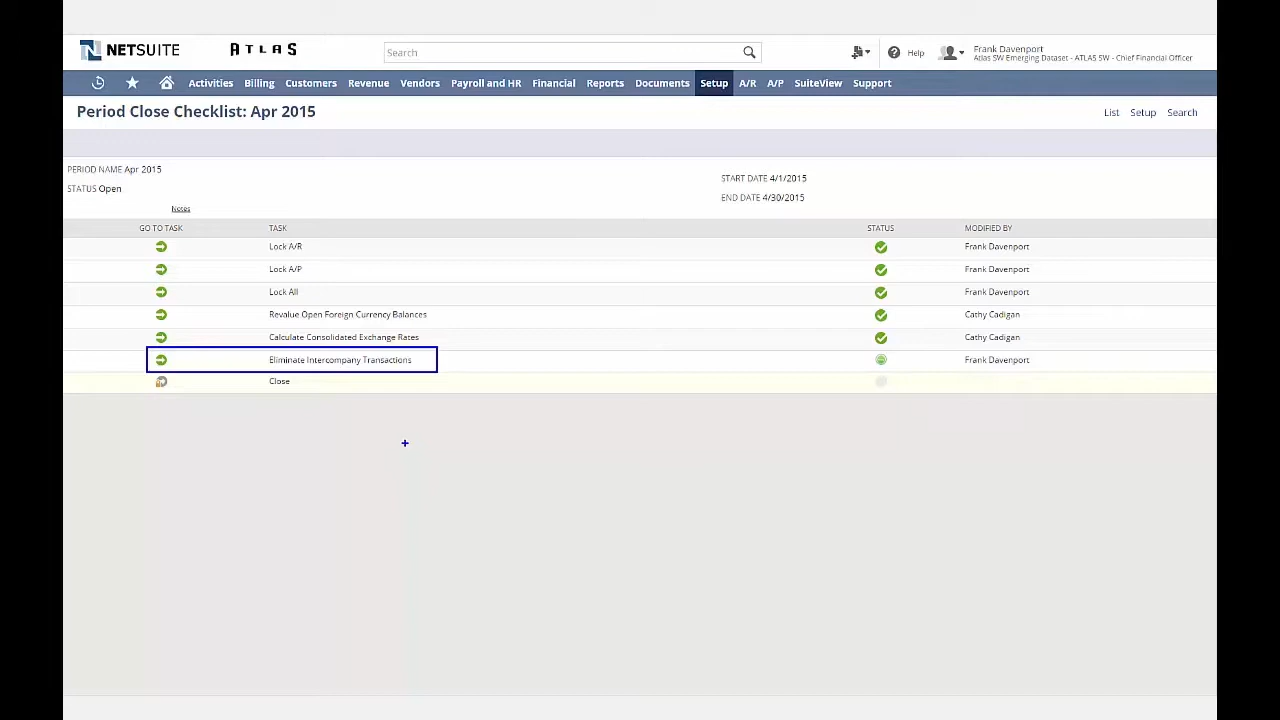 NETSUITE ATLAS Search Help Frank Davenport
Atlas SW Emerging Dataset - ATLAS SW - Chief Financial Officer
Activities Billing Customers Revenue Vendors Payroll and HR Financial Reports Documents Setup A/R A/P SuiteView Support
Period Close Checklist: Apr 2015 List Setup Search
PERIOD NAME Apr 2015
START DATE 4/1/2015
STATUS Open
END DATE 4/30/2015
Notes
GO TO TASK TASK STATUS MODIFIED BY
Lock A/R Frank Davenport
Lock A/P Frank Davenport
Lock All Frank Davenport
Revalue Open Foreign Currency Balances Cathy Cadigan
Calculate Consolidated Exchange Rates Cathy Cadigan
Eliminate Intercompany Transactions Frank Davenport
Close